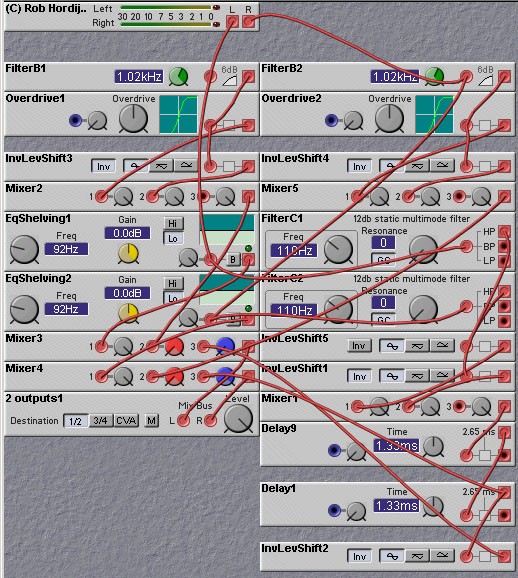 (C) Rob Hordij.. Left L R
Right 30 20 10 7 5 3 2 1 0
FilterB1 1.02kHz 6dB
FilterB2 1.02kHz 6dB
Overdrive1 Overdrive
Overdrive2 Overdrive
InvLevShift3 Inv
InvLevShift4 Inv
Mixer2 1 2 3
Mixer5 1 2 3
EqShelving1 Gain Hi
0.0dB Lo
Freq
92Hz B
FilterC1 12db static multimode filter HP
Resonance
Freq 0 BP
110Hz GC LP
EqShelving2 Gain Hi
0.0dB Lo
Freq
92Hz B
FilterC2 12db static multimode filter HP
Resonance
Freq 0 BP
110Hz GC LP
Mixer3 1 2 3
InvLevShift5 Inv
Mixer4 1 2 3
InvLevShift1 Inv
2 outputs1 Mix Bus Level
Destination 1/2 3/4 CVA M L R
Mixer1 1 2 3
Delay9 Time 2.65 ms
1.33ms
Delay1 Time 2.65 ms
1.33ms
InvLevShift2 Inv